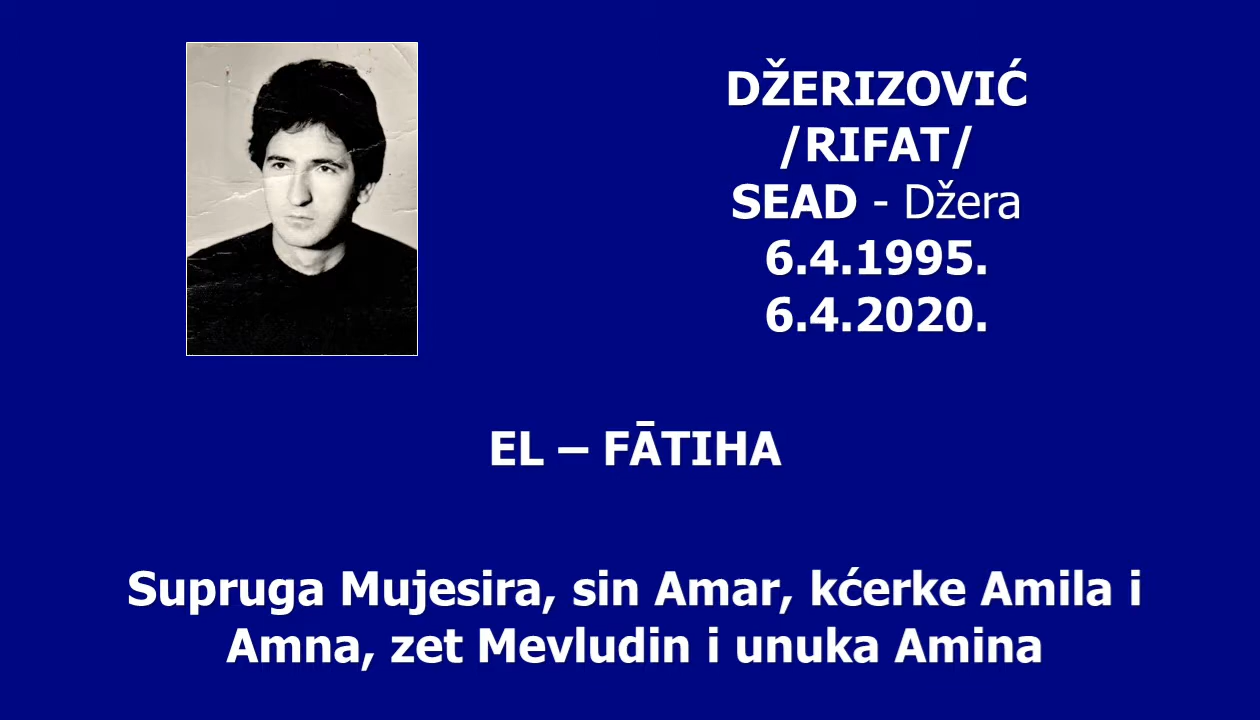 DŽERIZOVIĆ
/RIFAT/
SEAD - Džera
6.4.1995.
6.4.2020.
EL – FĀTIHA
Supruga Mujesira, sin Amar, kćerke Amila i
Amna, zet Mevludin i unuka Amina